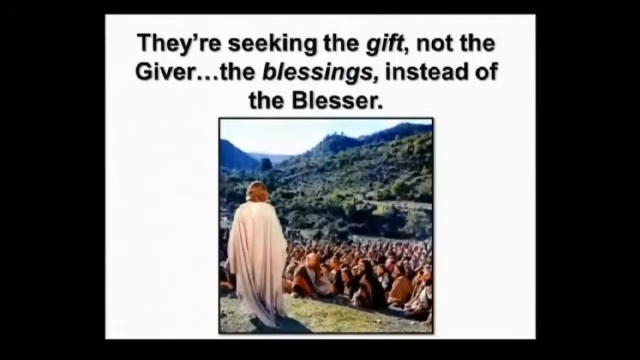 They're seeking the gift, not the
Giver...the blessings, instead of
the Blesser.